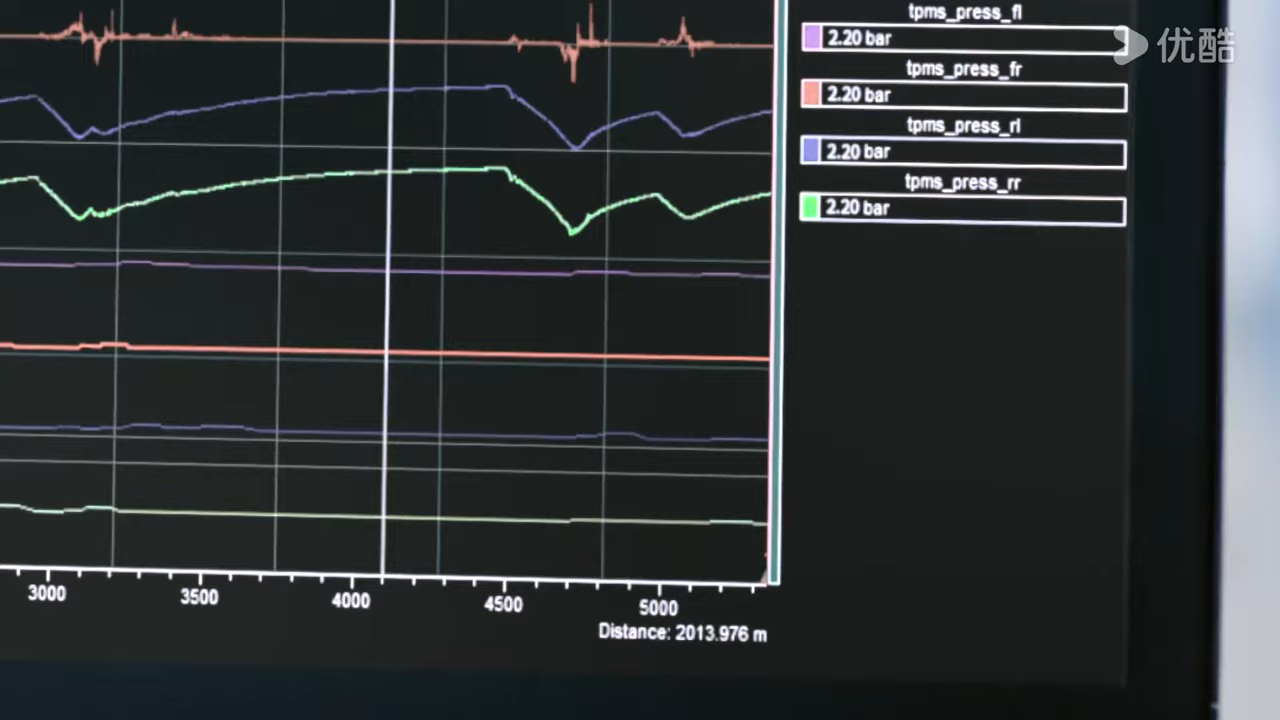 tpms_press_fl
2.20 bar
优酷
tpms_press_fr
2.20 bar
tpms_press_rl
2.20 bar
tpms_press_rr
2.20 bar
3000
3500
4000
4500
5000
Distance: 2013.976 m